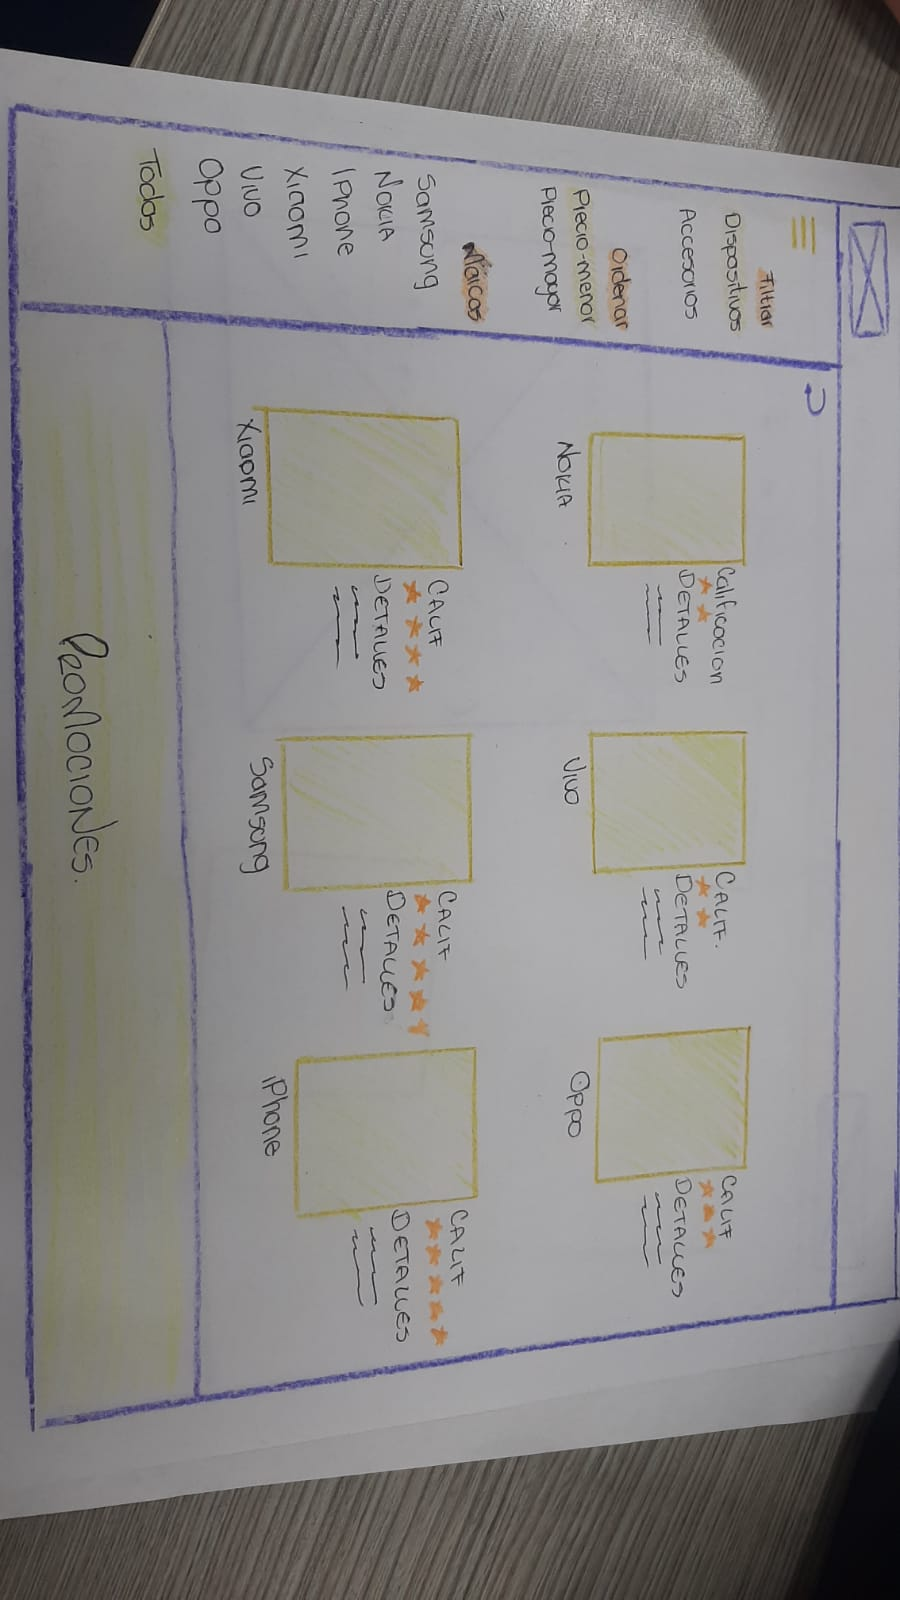 Filtrar
Dispositivos
Accesorios
Ordenar
Precio-menor
Precio-mayor
Marcas
Samsung
Nokia
IPhone
Xiaomi
Vivo
Oppo
Todos
Calificacion
DETALLES
Nokia
CALIF.
DETALLES
Vivo
CALIF
DETALLES
Oppo
CALIF
DETALLES
Xiaomi
CALIF
DETALLES
Samsung
CALIF
DETALLES
iPhone
PROMOCIONES.